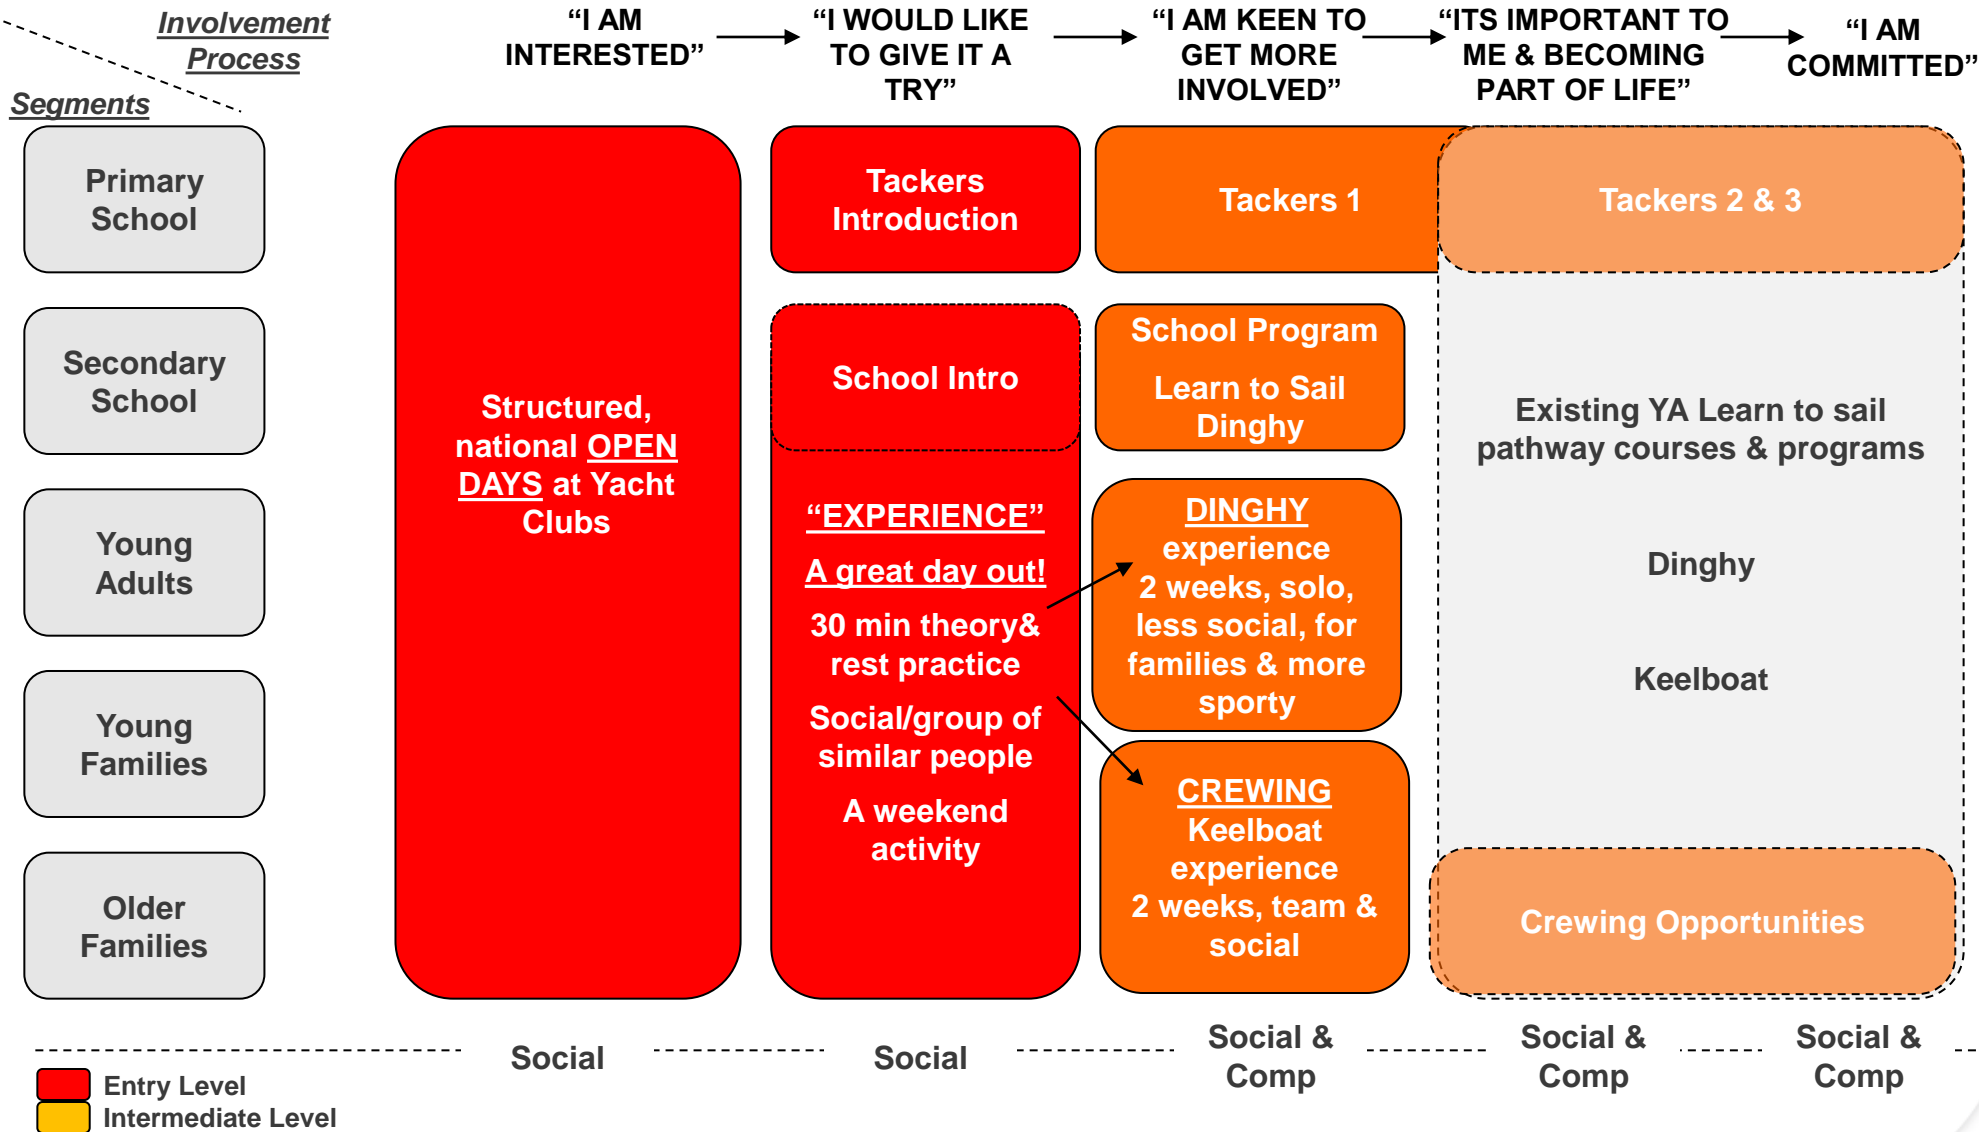 Involvement
Process
Segments
“I AM
INTERESTED”
“I WOULD LIKE
TO GIVE IT A
TRY”
“I AM KEEN TO
GET MORE
INVOLVED”
“ITS IMPORTANT TO
ME & BECOMING
PART OF LIFE”
“I AM
COMMITTED”
Primary
School
Tackers
Introduction
Tackers 1
Tackers 2 & 3
Secondary
School
Structured,
national OPEN
DAYS at Yacht
Clubs
School Intro
School Program
Learn to Sail
Dinghy
Existing YA Learn to sail
pathway courses & programs
Dinghy
Keelboat
Young
Adults
“EXPERIENCE”
A great day out!
30 min theory&
rest practice
Social/group of
similar people
A weekend
activity
DINGHY
experience
2 weeks, solo,
less social, for
families & more
sporty
Young
Families
CREWING
Keelboat
experience
2 weeks, team &
social
Older
Families
Crewing Opportunities
Social
Social
Social &
Comp
Social &
Comp
Social &
Comp
Entry Level
Intermediate Level